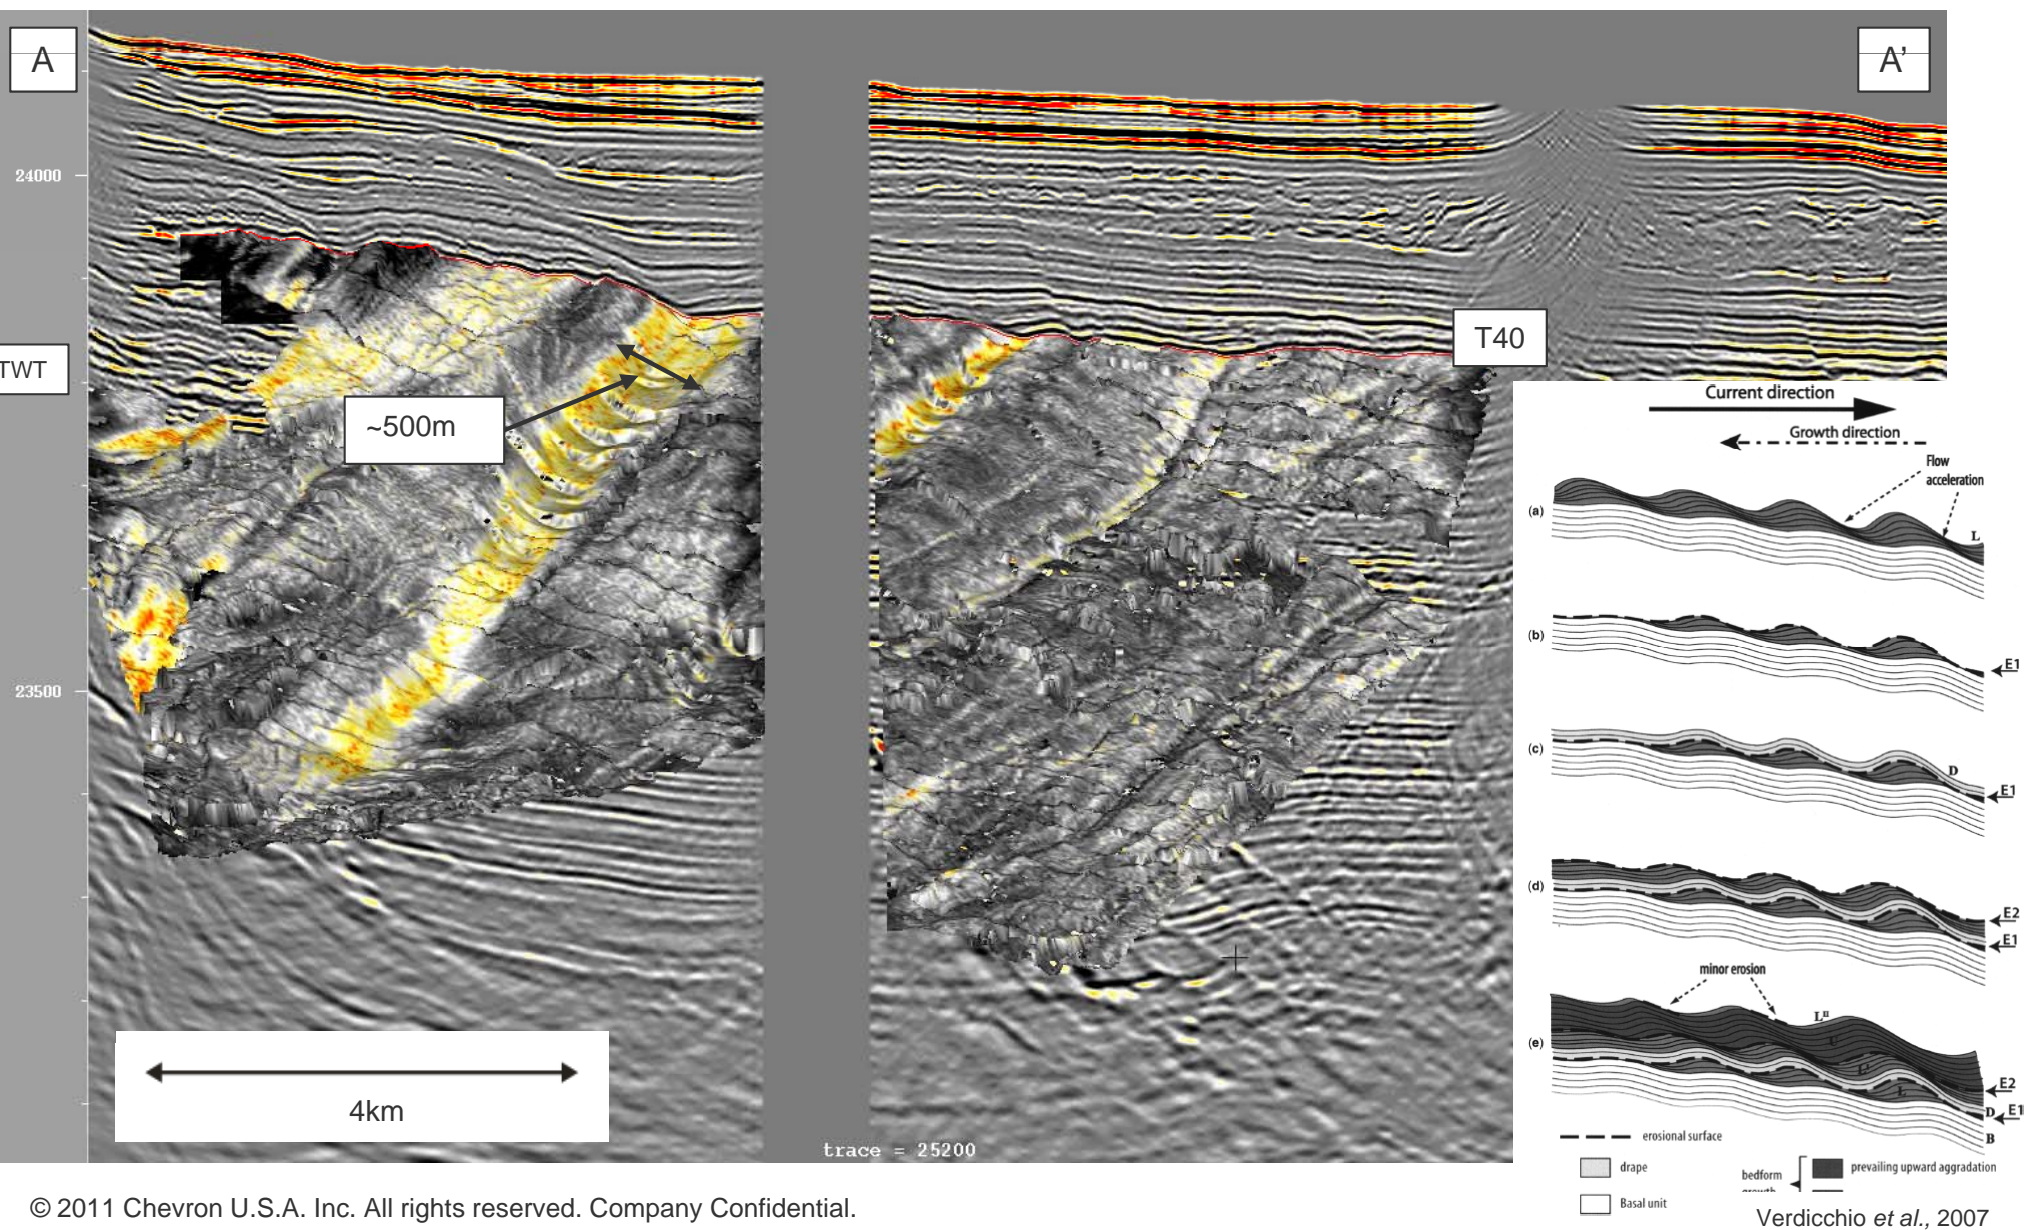 A
A’
24000
TWT
~500m
T40
23500
4km
trace = 25200
Current direction
Growth direction
Flow
acceleration
(a)
L
(b)
E1
(c)
D
E1
(d)
E2
E1
minor erosion
L"
(e)
U
L'
L
E2
D
E1
B
erosional surface
drape
Basal unit
bedform
growth
prevailing upward aggradation
© 2011 Chevron U.S.A. Inc. All rights reserved. Company Confidential.
Verdicchio et al., 2007